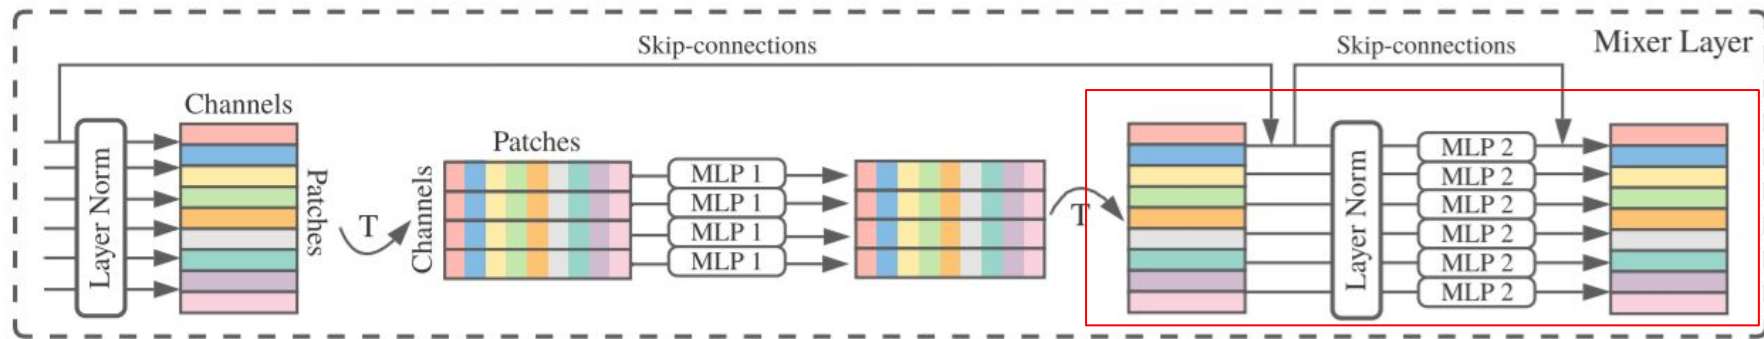 Skip-connections
Skip-connections
Mixer Layer
Channels
Layer Norm
Patches
T
Patches
Channels
MLP 1
MLP 1
MLP 1
MLP 1
T
Layer Norm
MLP 2
MLP 2
MLP 2
MLP 2
MLP 2
MLP 2